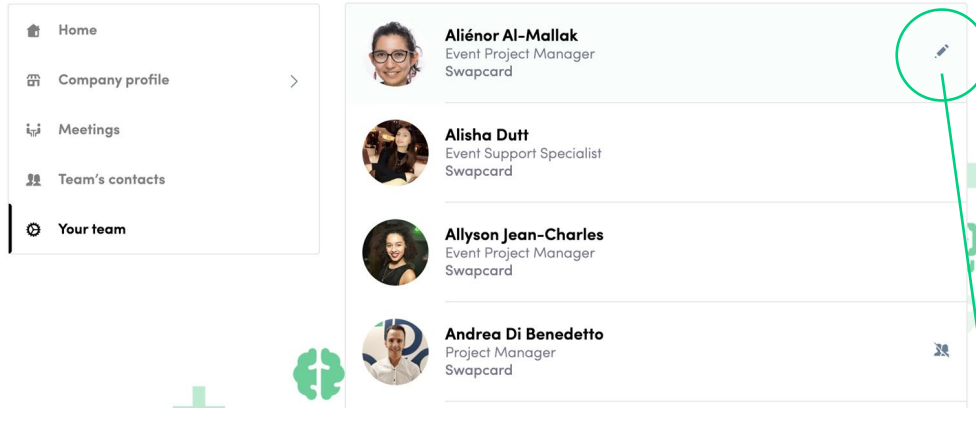 Home
Company profile
Meetings
Team's contacts
Your team
Aliénor Al-Mallak
Event Project Manager
Swapcard
Alisha Dutt
Event Support Specialist
Swapcard
Allyson Jean-Charles
Event Project Manager
Swapcard
Andrea Di Benedetto
Project Manager
Swapcard